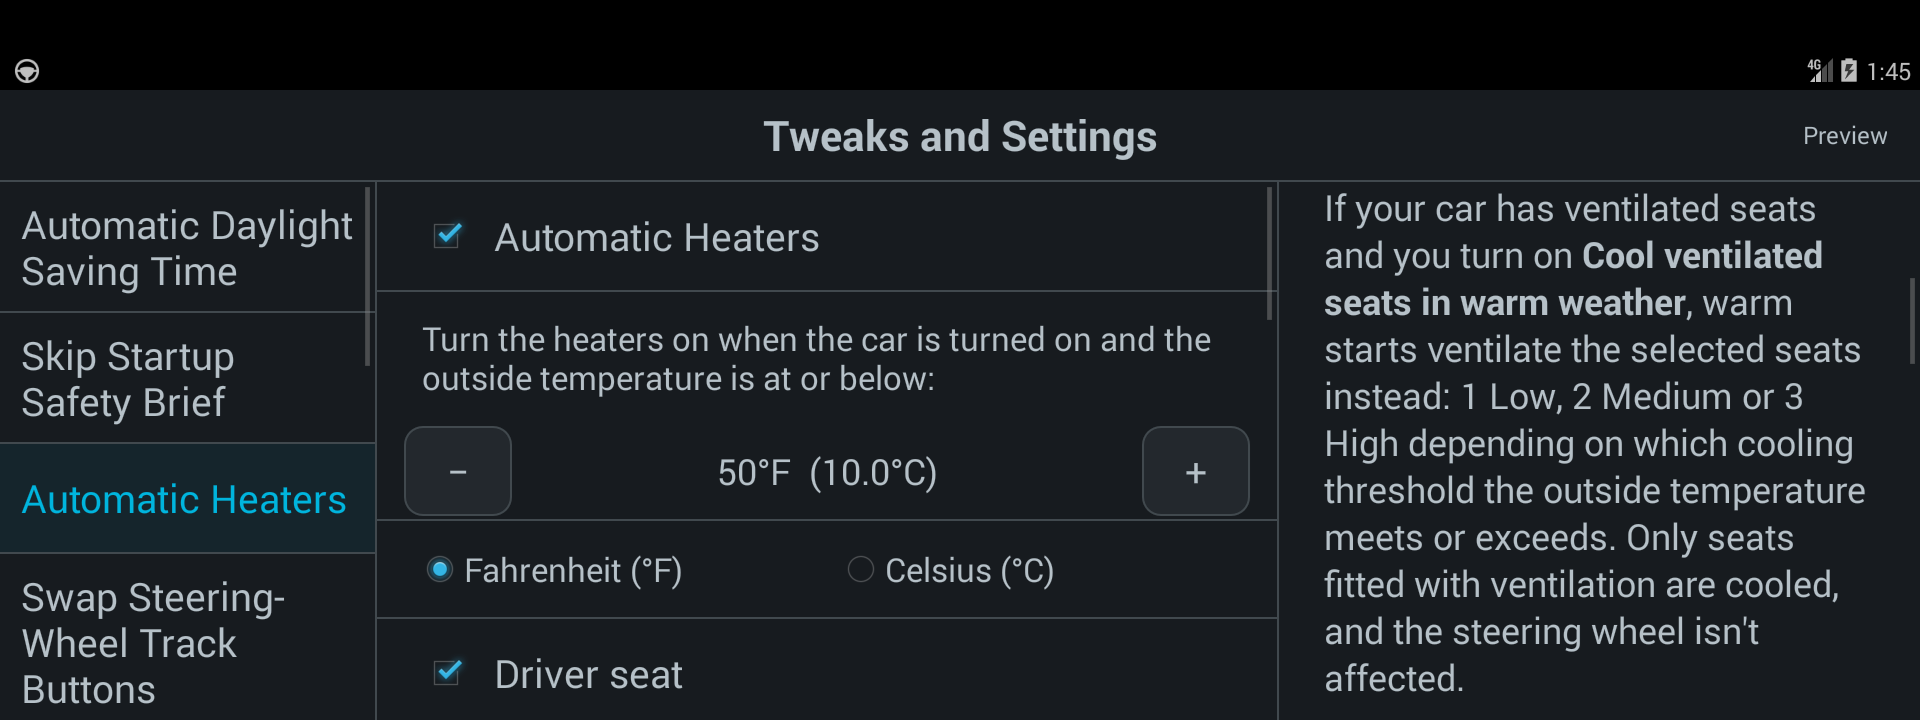 4G 1:45
Tweaks and Settings
Preview
Automatic Daylight
Saving Time
Skip Startup
Safety Brief
Automatic Heaters
Swap Steering-
Wheel Track
Buttons
Automatic Heaters
Turn the heaters on when the car is turned on and the
outside temperature is at or below:
− 50°F (10.0°C) +
Fahrenheit (°F) Celsius (°C)
Driver seat
If your car has ventilated seats
and you turn on Cool ventilated
seats in warm weather, warm
starts ventilate the selected seats
instead: 1 Low, 2 Medium or 3
High depending on which cooling
threshold the outside temperature
meets or exceeds. Only seats
fitted with ventilation are cooled,
and the steering wheel isn't
affected.